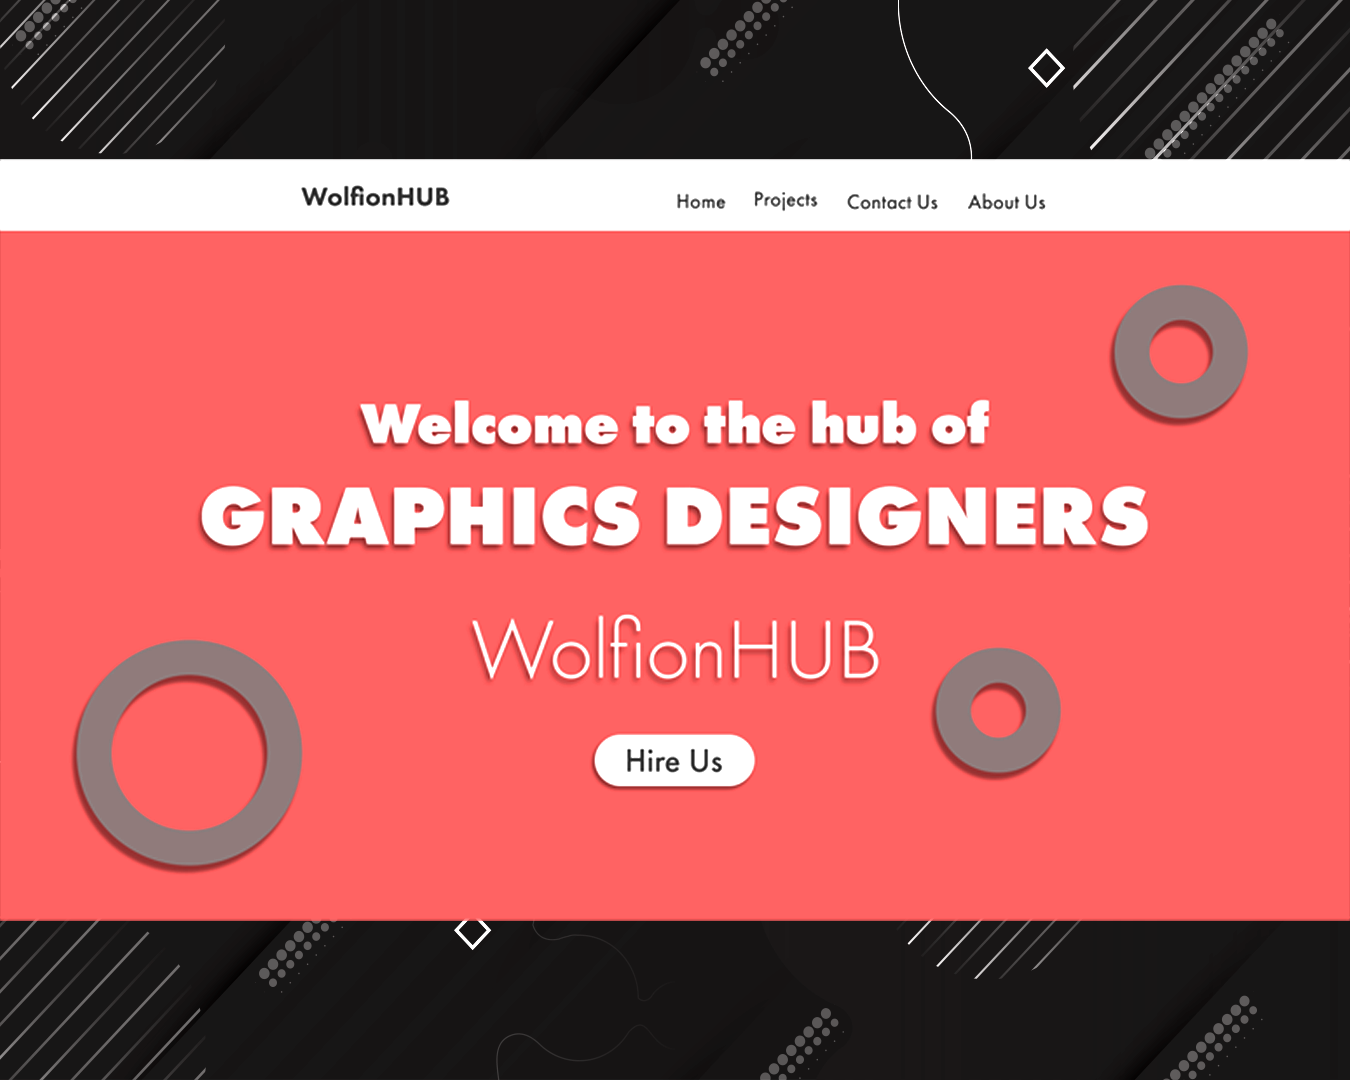 WolfionHUB Home Projects Contact Us About Us
Welcome to the hub of
GRAPHICS DESIGNERS
WolfionHUB
Hire Us